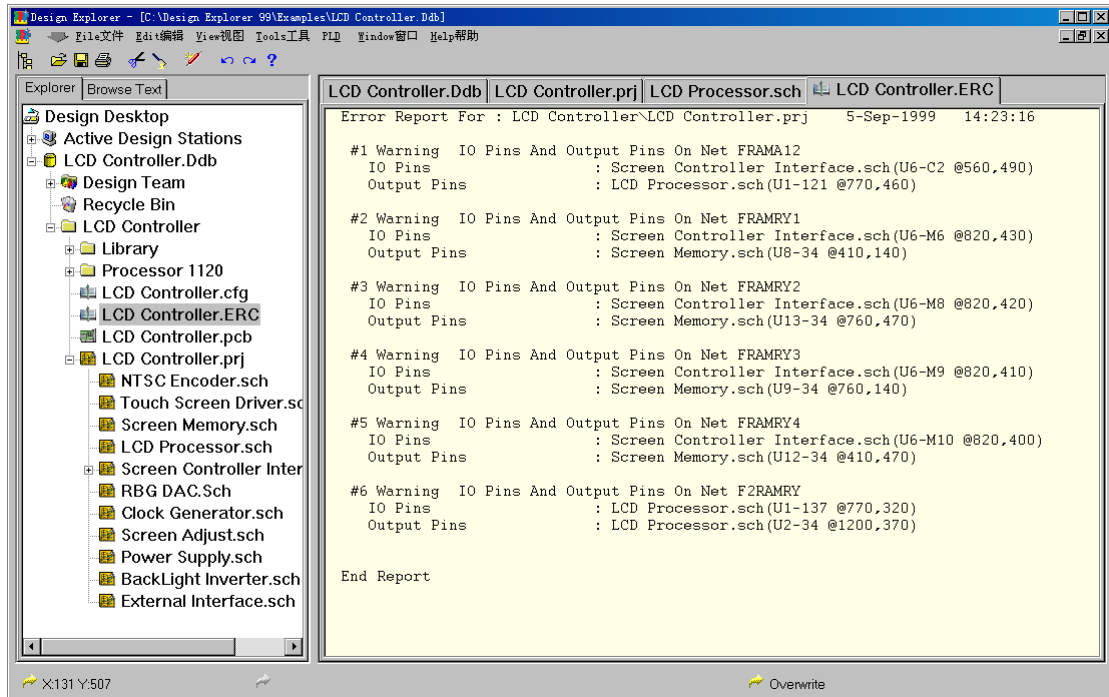 Design Explorer - [C:\Design Explorer 99\Examples\LCD Controller.Ddb]
File文件 Edit编辑 View视图 Tools工具 PLD Window窗口 Help帮助
Explorer Browse Text
Design Desktop
Active Design Stations
LCD Controller.Ddb
Design Team
Recycle Bin
LCD Controller
Library
Processor 1120
LCD Controller.cfg
LCD Controller.ERC
LCD Controller.pcb
LCD Controller.prj
NTSC Encoder.sch
Touch Screen Driver.sc
Screen Memory.sch
LCD Processor.sch
Screen Controller Inter
RBG DAC.Sch
Clock Generator.sch
Screen Adjust.sch
Power Supply.sch
BackLight Inverter.sch
External Interface.sch
LCD Controller.Ddb LCD Controller.prj LCD Processor.sch LCD Controller.ERC
Error Report For : LCD Controller\LCD Controller.prj 5-Sep-1999 14:23:16
#1 Warning IO Pins And Output Pins On Net FRAMA12
IO Pins : Screen Controller Interface.sch(U6-C2 @560,490)
Output Pins : LCD Processor.sch(U1-121 @770,460)
#2 Warning IO Pins And Output Pins On Net FRAMRY1
IO Pins : Screen Controller Interface.sch(U6-M6 @820,430)
Output Pins : Screen Memory.sch(U8-34 @410,140)
#3 Warning IO Pins And Output Pins On Net FRAMRY2
IO Pins : Screen Controller Interface.sch(U6-M8 @820,420)
Output Pins : Screen Memory.sch(U13-34 @760,470)
#4 Warning IO Pins And Output Pins On Net FRAMRY3
IO Pins : Screen Controller Interface.sch(U6-M9 @820,410)
Output Pins : Screen Memory.sch(U9-34 @760,140)
#5 Warning IO Pins And Output Pins On Net FRAMRY4
IO Pins : Screen Controller Interface.sch(U6-M10 @820,400)
Output Pins : Screen Memory.sch(U12-34 @410,470)
#6 Warning IO Pins And Output Pins On Net F2RAMRY
IO Pins : LCD Processor.sch(U1-137 @770,320)
Output Pins : LCD Processor.sch(U2-34 @1200,370)
End Report
X:131 Y:507
Overwrite